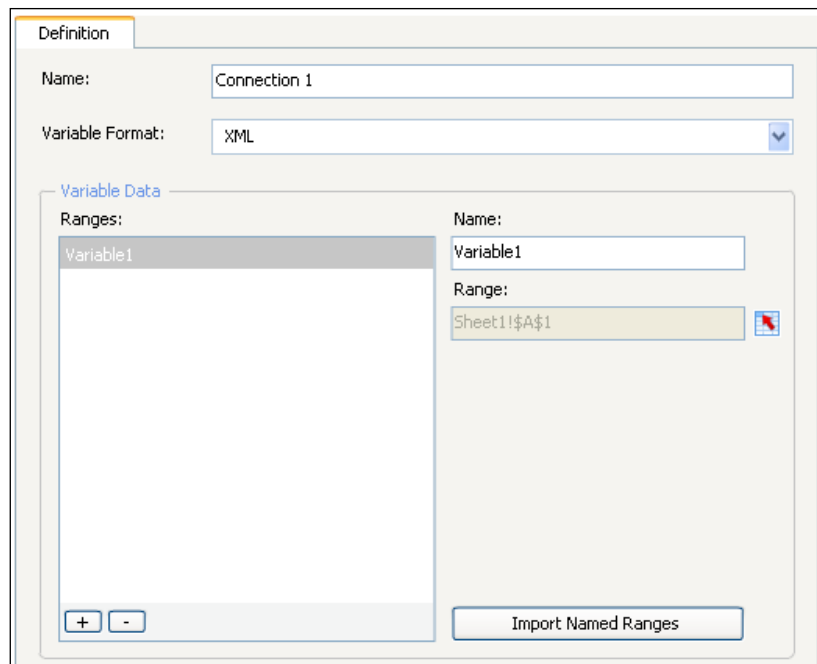 Definition
Name: Connection 1
Variable Format: XML
Variable Data
Ranges:
Variable1
Name:
Variable1
Range:
Sheet1!$A$1
+ -
Import Named Ranges